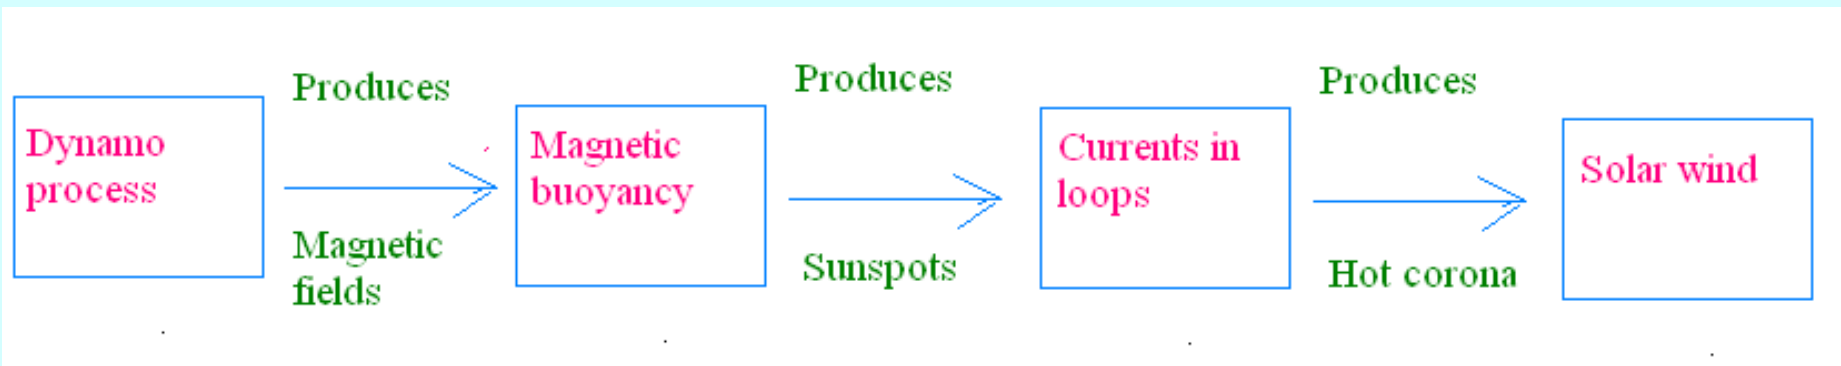 Dynamo
process
Produces
Magnetic
fields
Magnetic
buoyancy
Produces
Sunspots
Currents in
loops
Produces
Hot corona
Solar wind